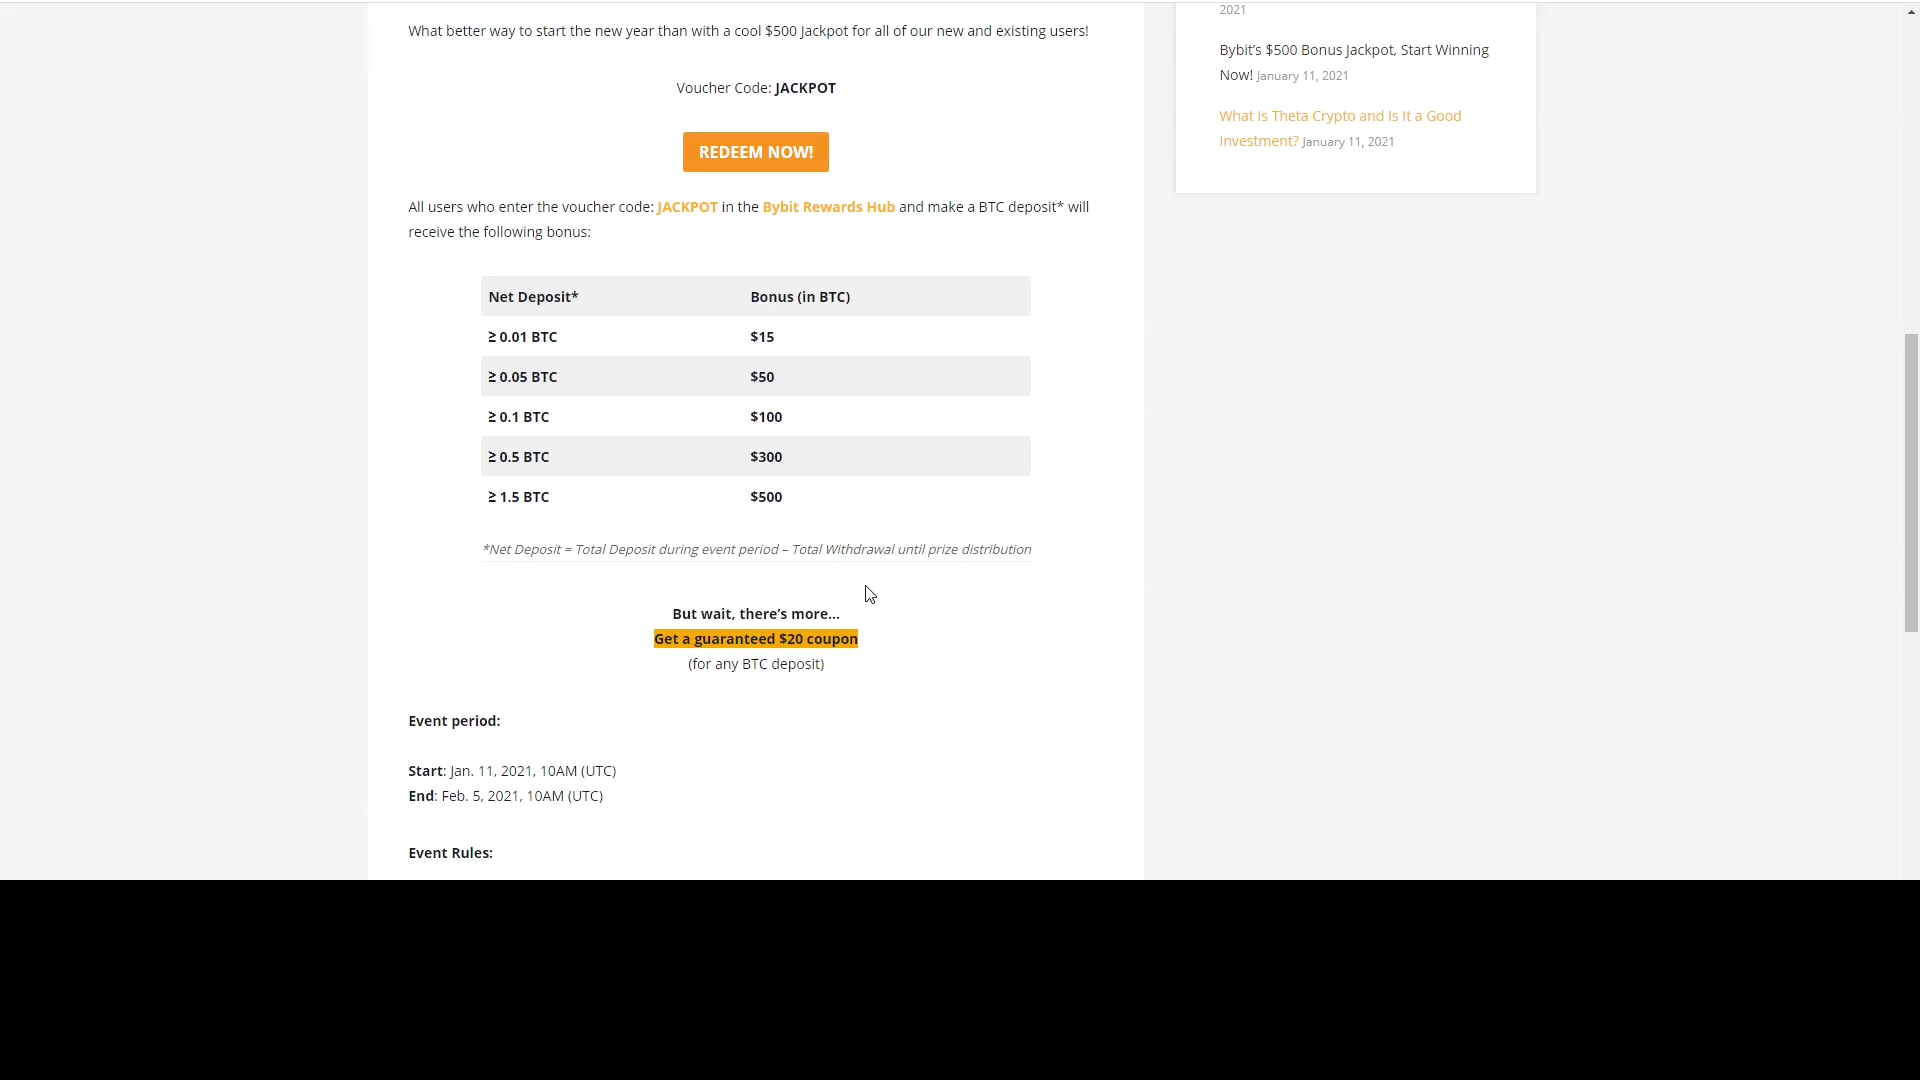 What better way to start the new year than with a cool $500 Jackpot for all of our new and existing users!
Voucher Code: JACKPOT
REDEEM NOW!
All users who enter the voucher code: JACKPOT in the Bybit Rewards Hub and make a BTC deposit* will
receive the following bonus:
Net Deposit* Bonus (in BTC)
≥ 0.01 BTC $15
≥ 0.05 BTC $50
≥ 0.1 BTC $100
≥ 0.5 BTC $300
≥ 1.5 BTC $500
*Net Deposit = Total Deposit during event period – Total Withdrawal until prize distribution
But wait, there’s more…
Get a guaranteed $20 coupon
(for any BTC deposit)
Event period:
Start: Jan. 11, 2021, 10AM (UTC)
End: Feb. 5, 2021, 10AM (UTC)
Event Rules:
2021
Bybit’s $500 Bonus Jackpot, Start Winning
Now! January 11, 2021
What Is Theta Crypto and Is It a Good
Investment? January 11, 2021